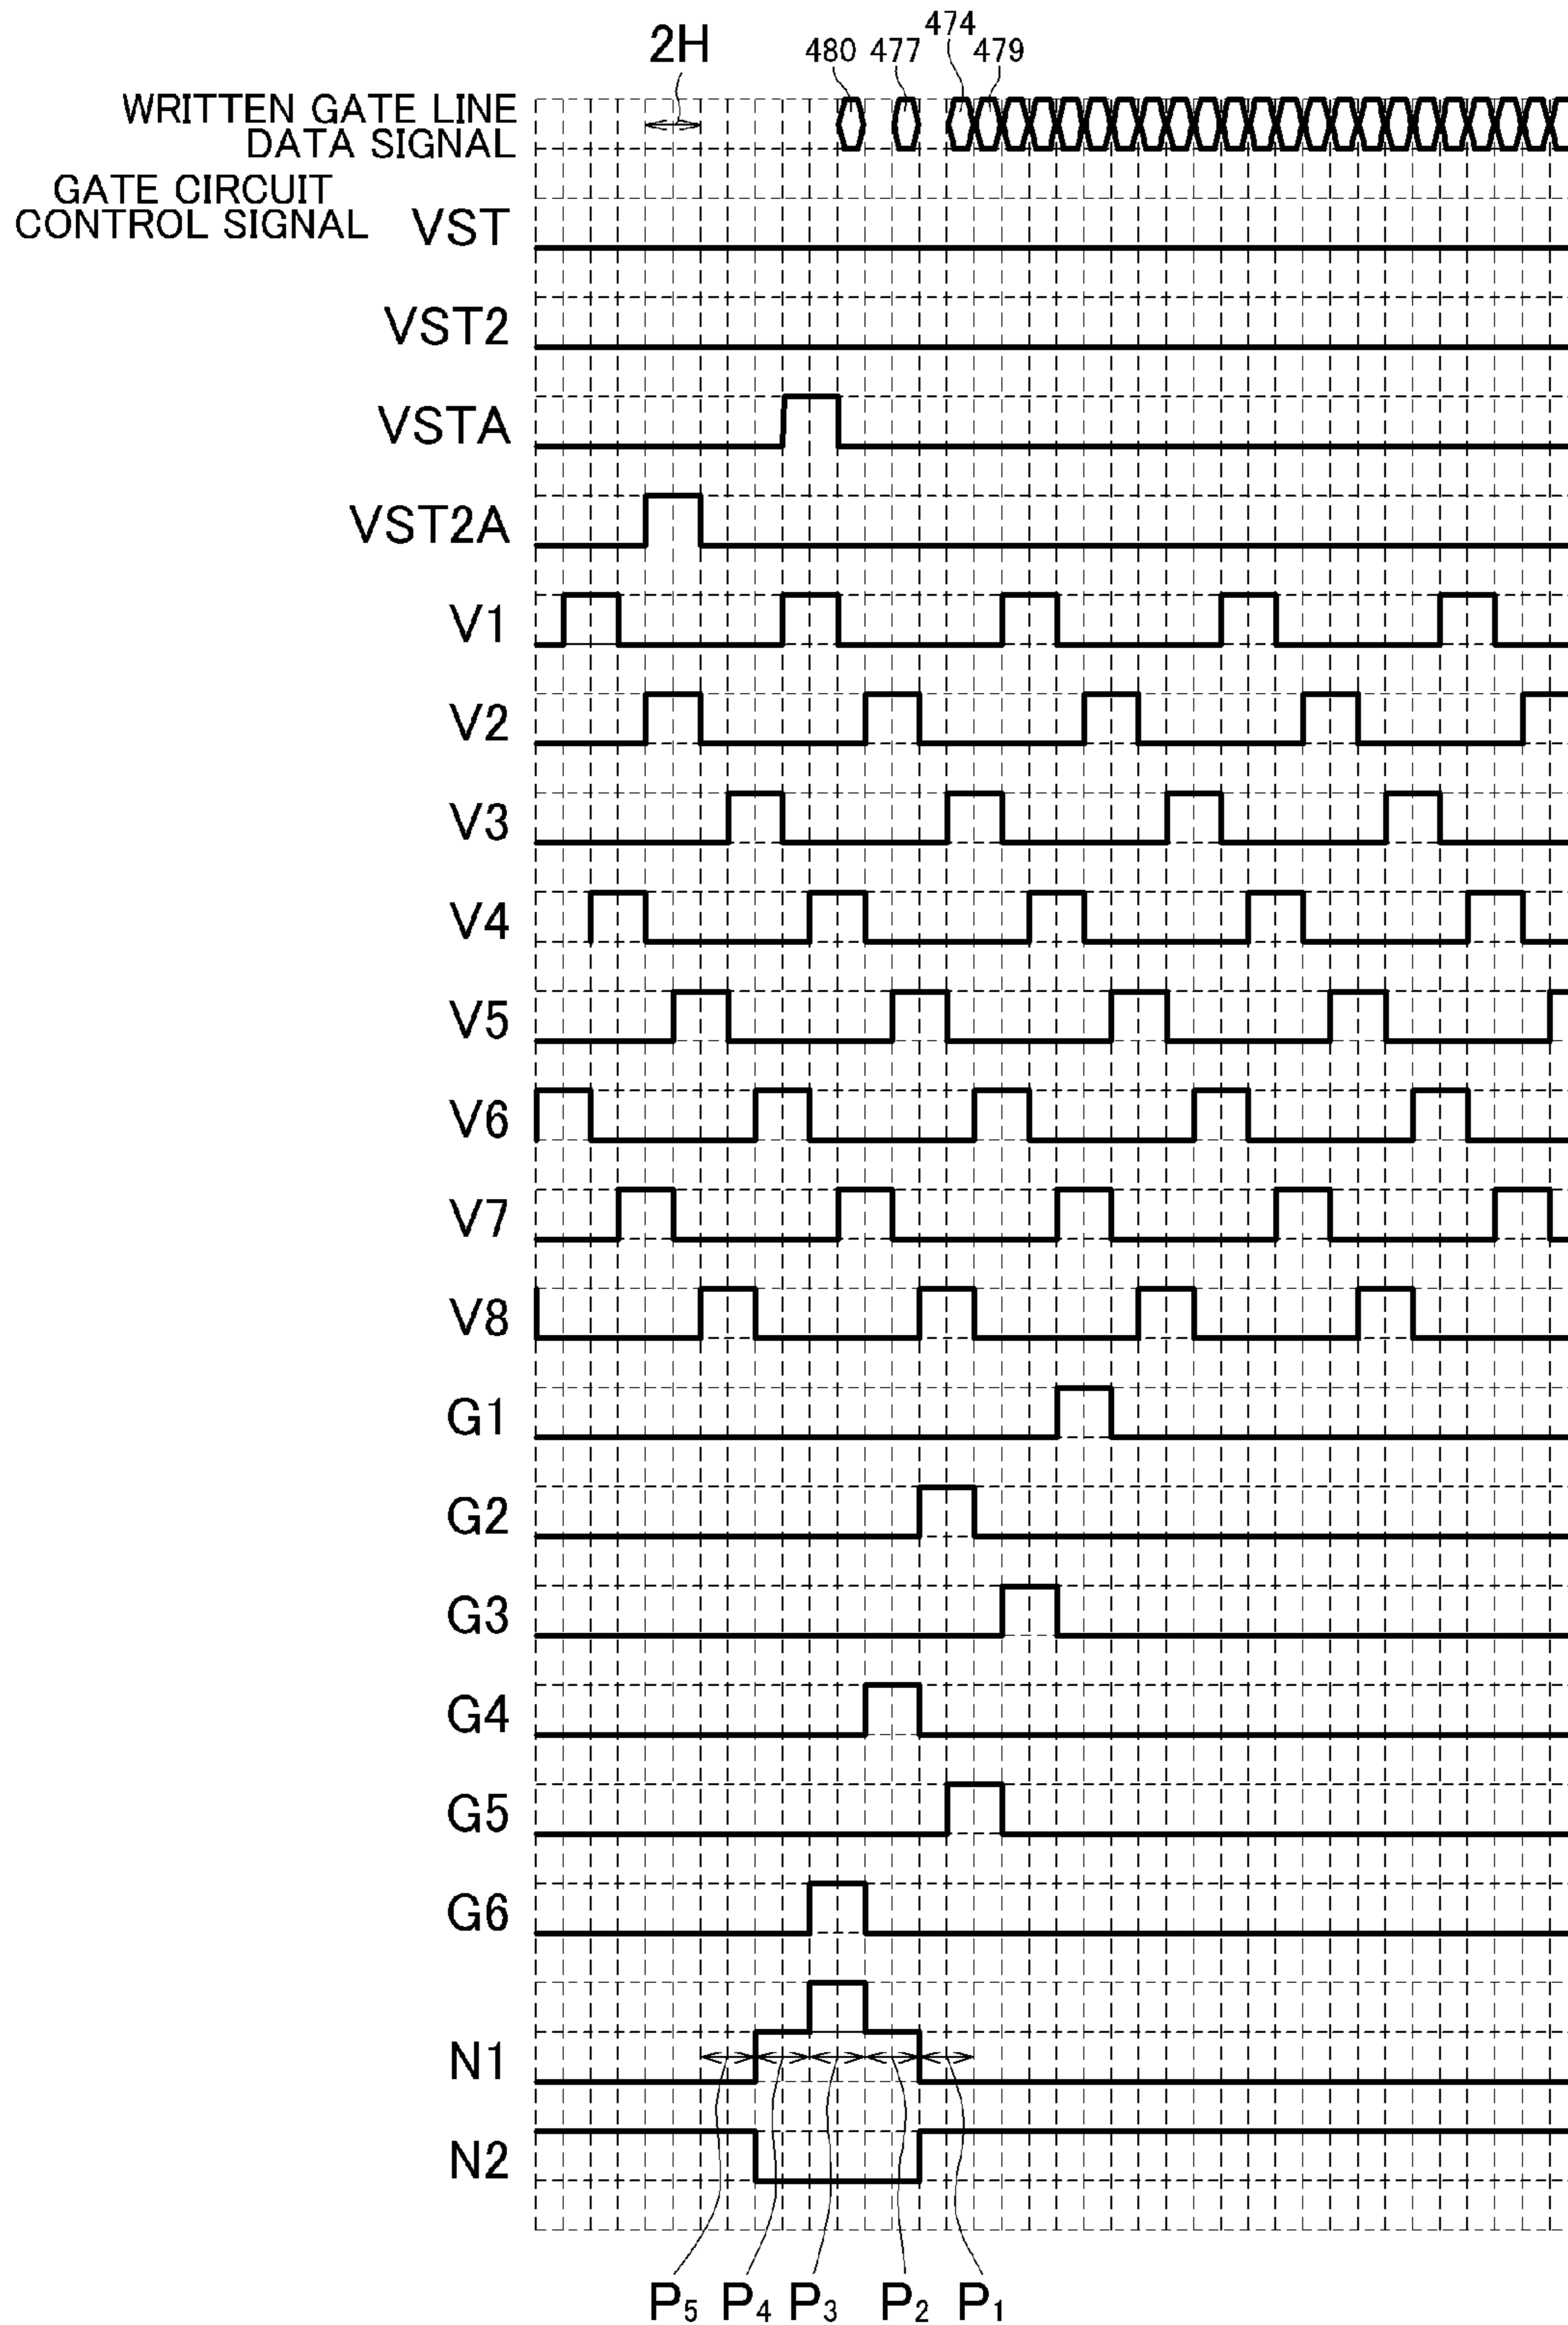 2H
480
477
474
479
WRITTEN GATE LINE
DATA SIGNAL
GATE CIRCUIT
CONTROL SIGNAL
VST
VST2
VSTA
VST2A
V1
V2
V3
V4
V5
V6
V7
V8
G1
G2
G3
G4
G5
G6
N1
N2
P5 P4 P3 P2 P1